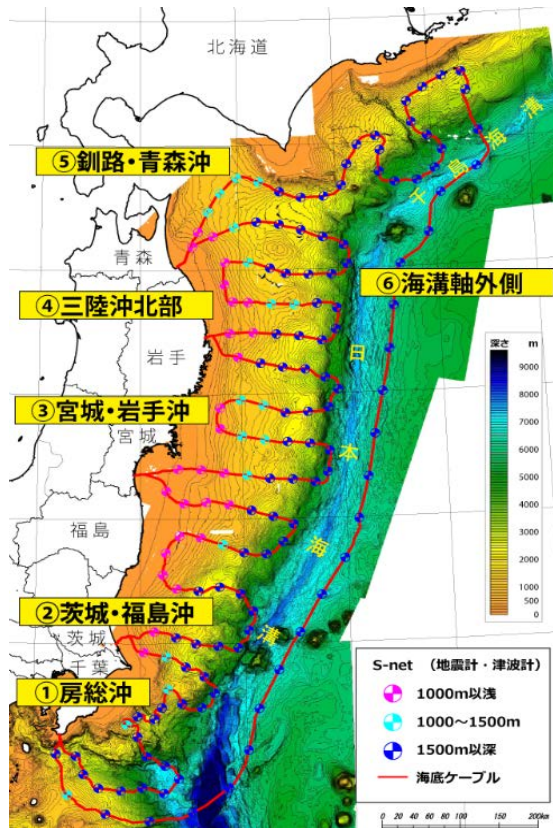 北海道
⑤釧路・青森沖
千島海溝
青森
⑥海溝軸外側
④三陸沖北部
岩手
日本海溝
③宮城・岩手沖
宮城
福島
②茨城・福島沖
茨城
千葉
①房総沖
深さ m
9000
8000
7000
6000
5000
4000
3000
2000
1000
500
0
S-net （地震計・津波計）
1000m以浅
1000～1500m
1500m以深
海底ケーブル
0 20 40 60 80 100 200km